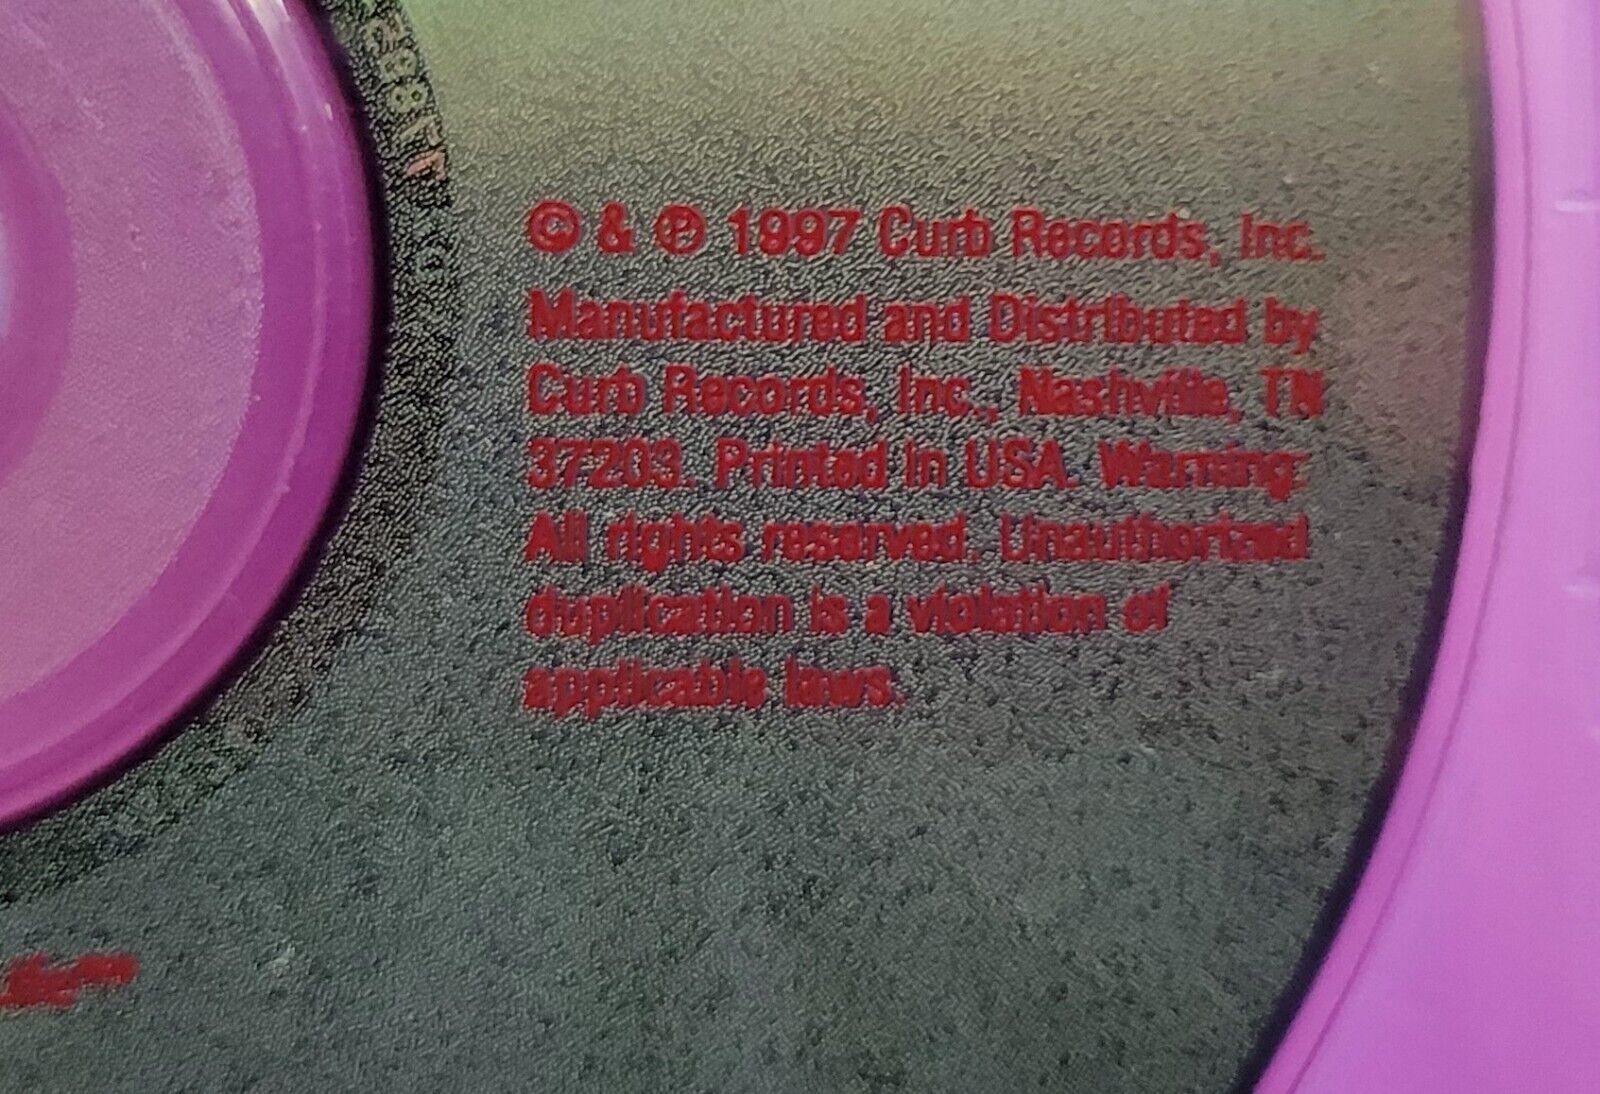 © & ℗ 1997 Curb Records, Inc.
Manufactured and Distributed by
Curb Records, Inc., Nashville, TN
37203. Printed in USA. Warning:
All rights reserved. Unauthorized
duplication is a violation of
applicable laws.